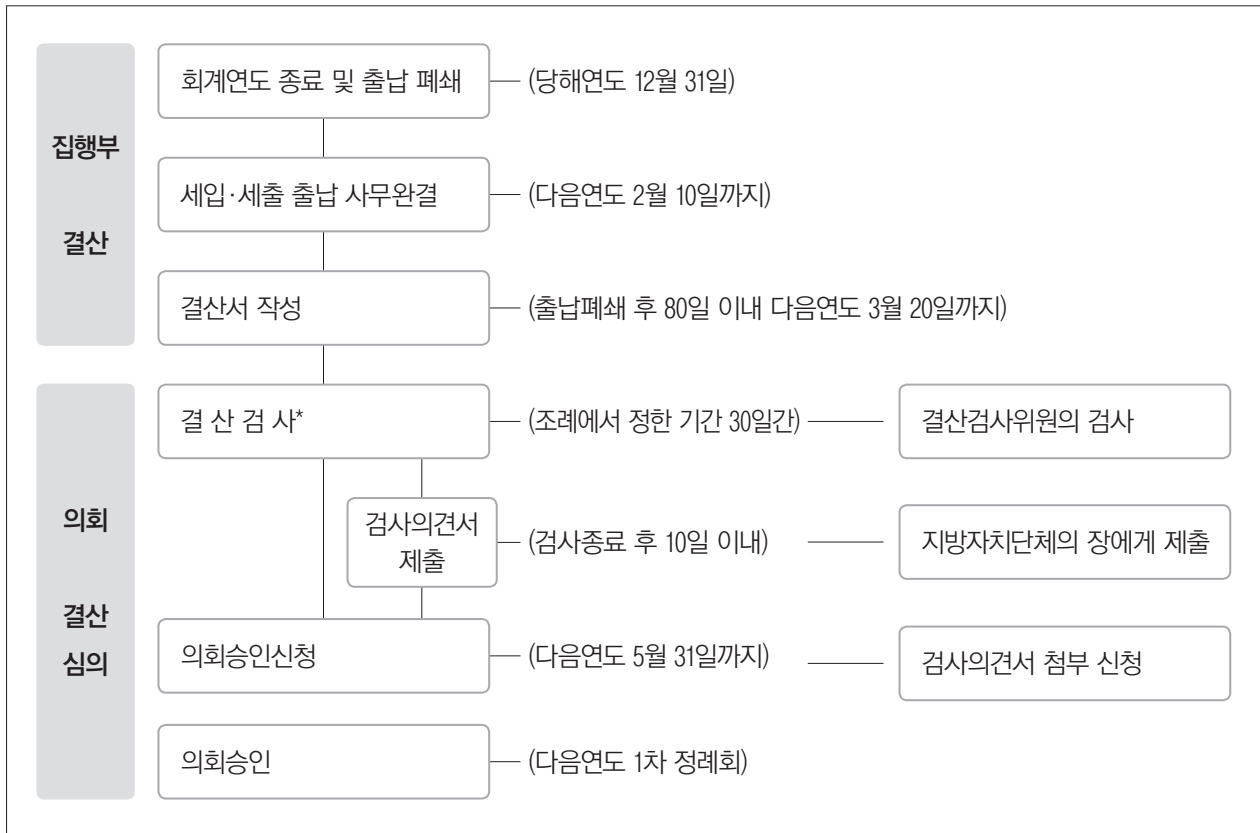 집행부
결산
회계연도 종료 및 출납 폐쇄 (당해연도 12월 31일)
세입·세출 출납 사무완결 (다음연도 2월 10일까지)
결산서 작성 (출납폐쇄 후 80일 이내 다음연도 3월 20일까지)
의회
결산
심의
결 산 검 사* (조례에서 정한 기간 30일간) 결산검사위원의 검사
검사의견서
제출
(검사종료 후 10일 이내) 지방자치단체의 장에게 제출
의회승인신청 (다음연도 5월 31일까지) 검사의견서 첨부 신청
의회승인 (다음연도 1차 정례회)